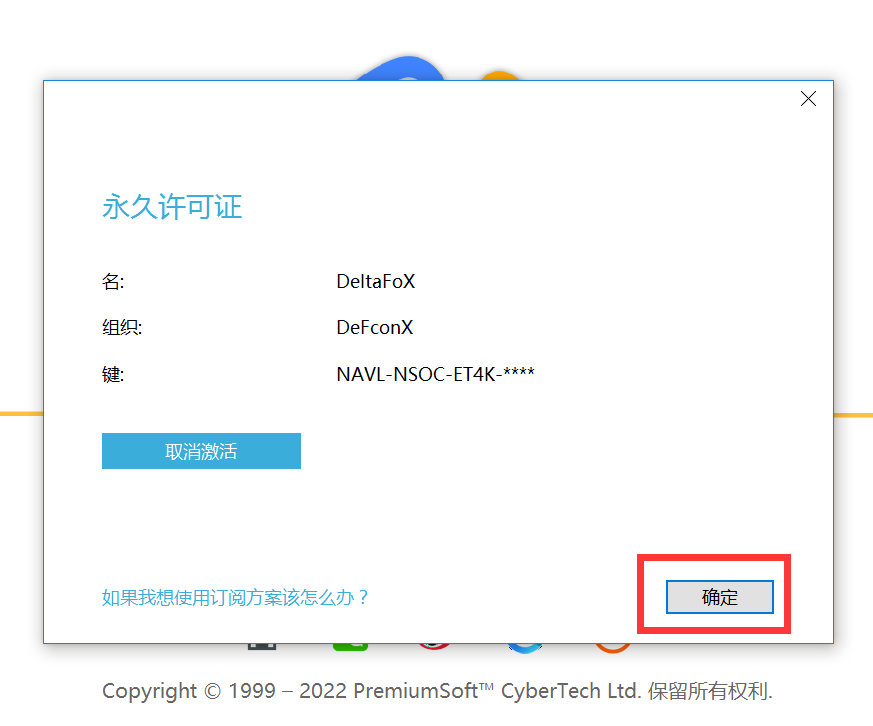 永久许可证
名: DeltaFoX
组织: DeFconX
键: NAVL-NSOC-ET4K-****
取消激活
如果我想使用订阅方案该怎么办？ 确定
Copyright © 1999 – 2022 PremiumSoft™ CyberTech Ltd. 保留所有权利.